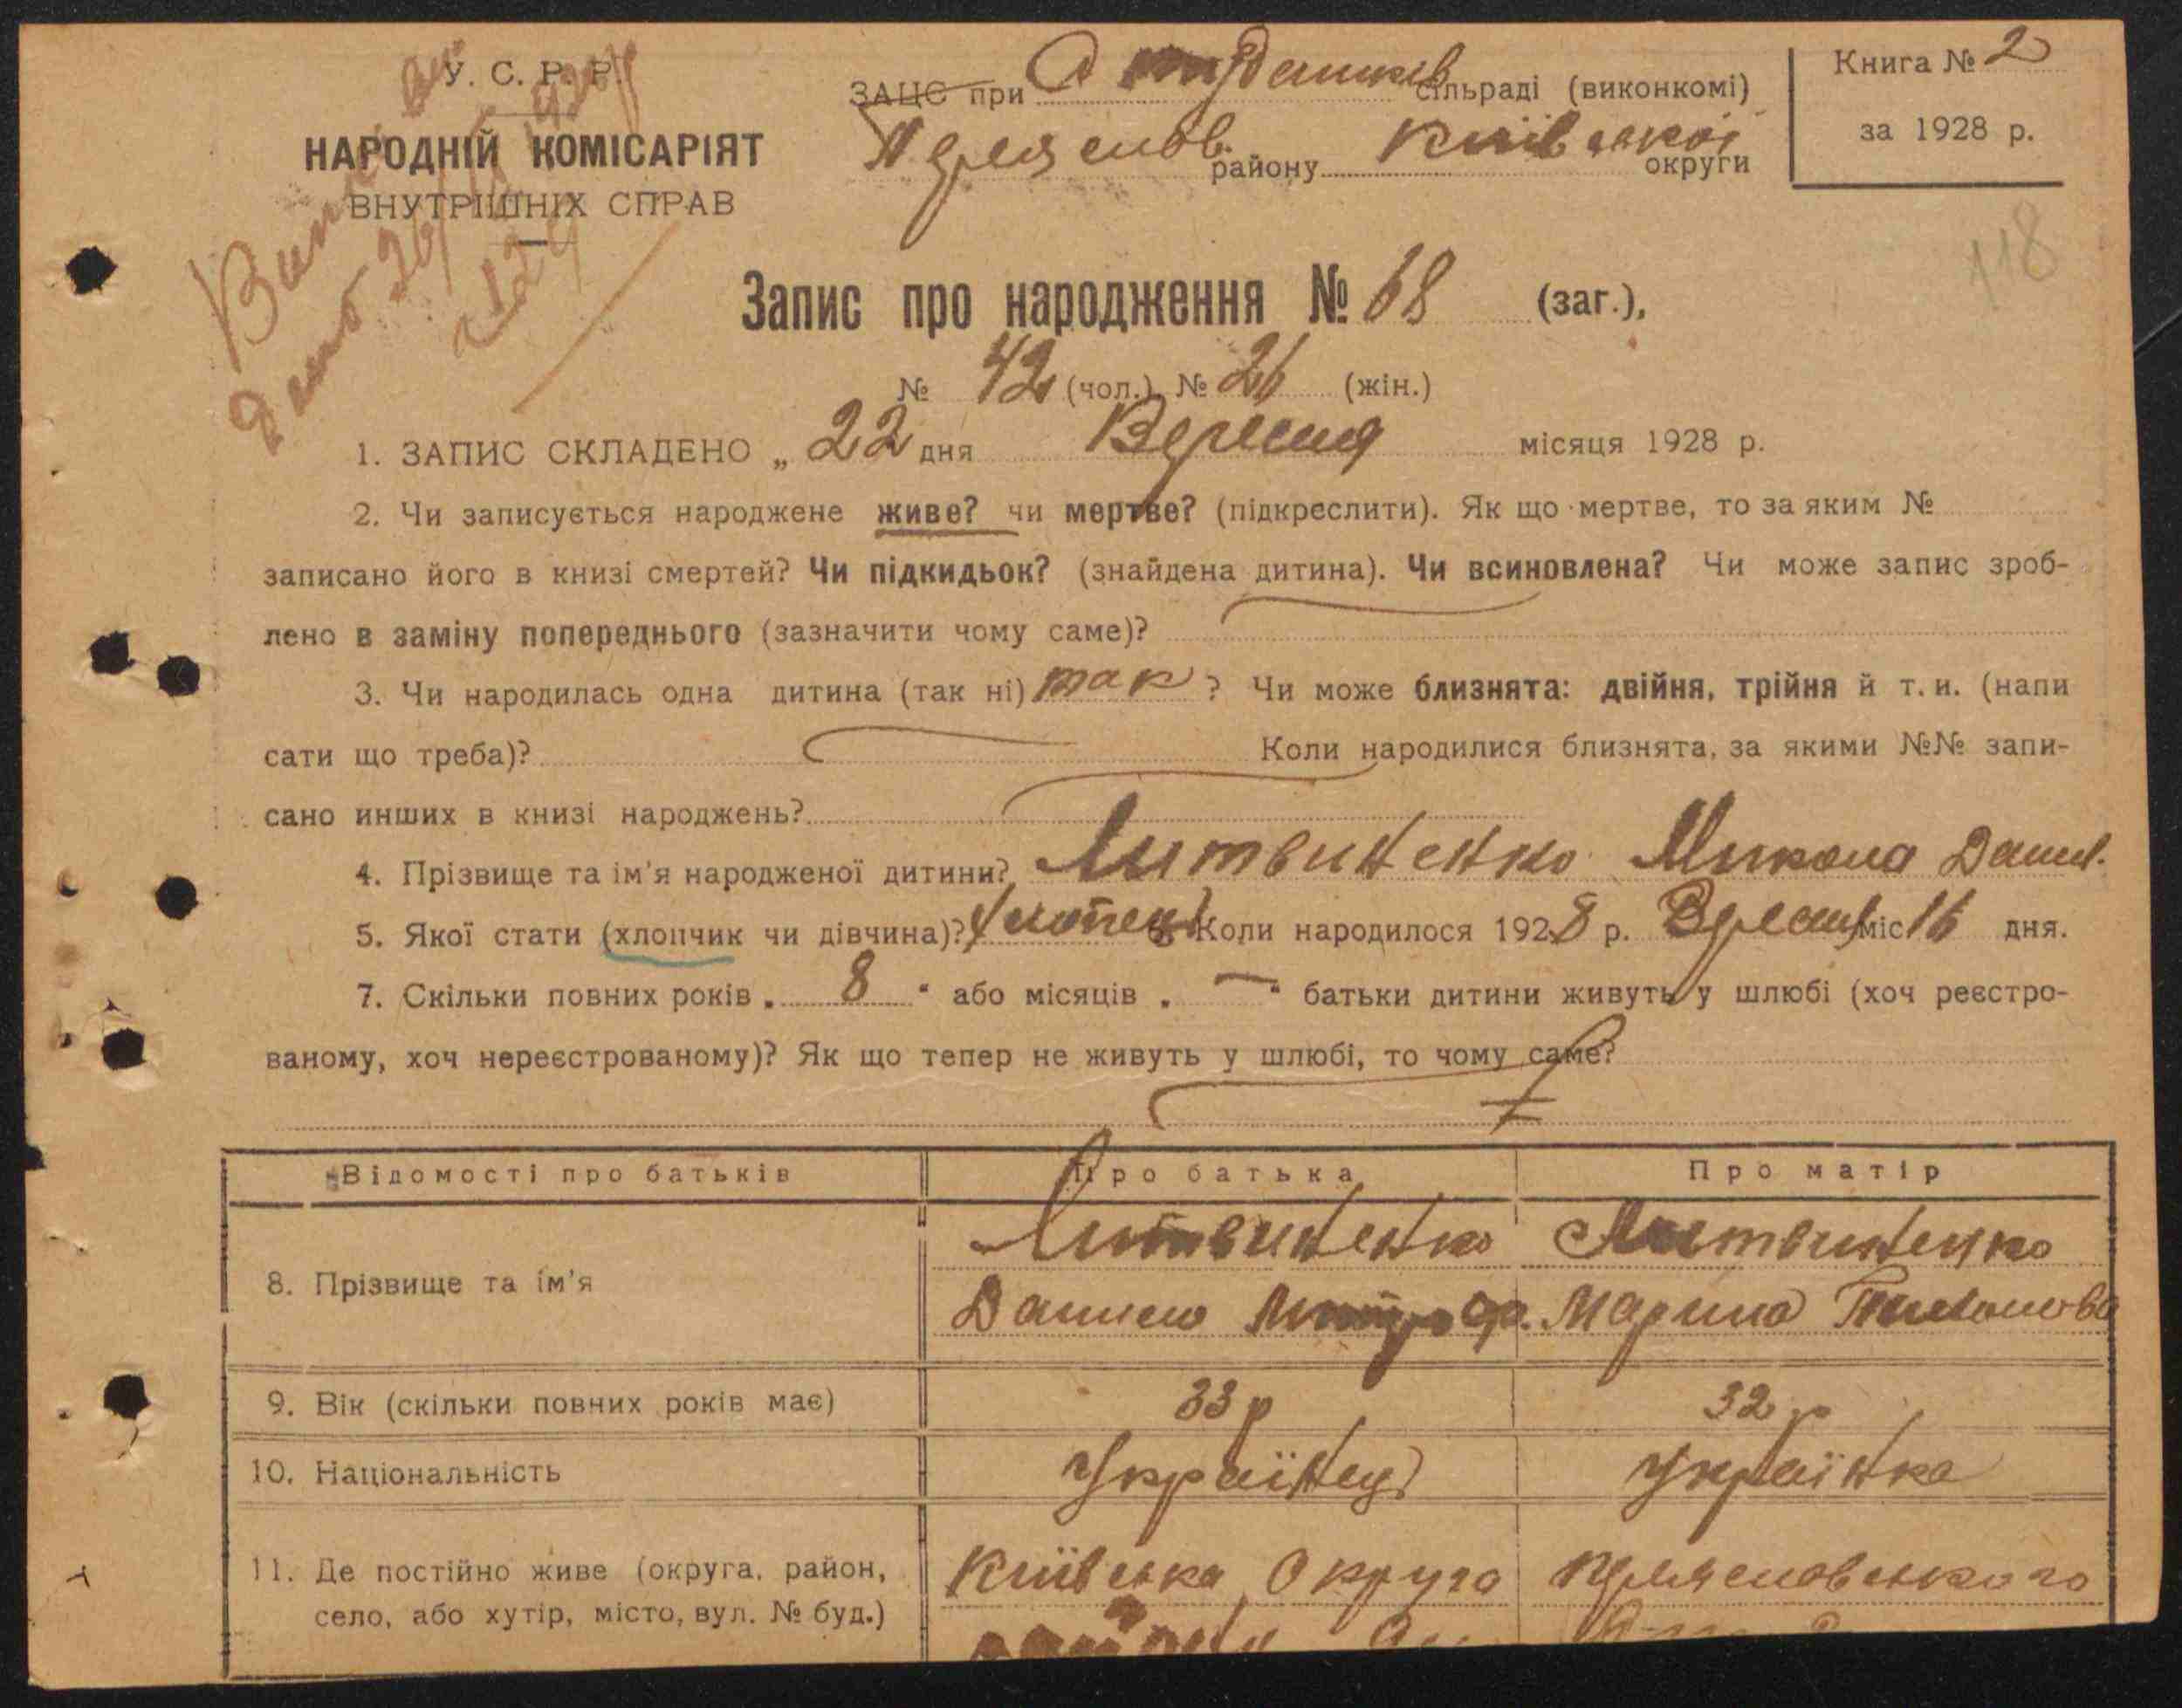 У. С. Р. Р.
НАРОДНІЙ КОМІСАРІЯТ
ВНУТРІШНІХ СПРАВ
ЗАЦС при сільраді (виконкомі)
району Київської округи
Книга № 2
за 1928 р.
118
Запис про народження № 68 (заг.),
№ 42 (чол.), № 26 (жін.)
1. ЗАПИС СКЛАДЕНО „ 22 дня Вересня місяця 1928 р.
2. Чи записується народжене живе? чи мертве? (підкреслити). Як що мертве, то за яким №
записано його в книзі смертей? Чи підкидьок? (знайдена дитина). Чи всиновлена? Чи може запис зроб-
лено в заміну попереднього (зазначити чому саме)?
3. Чи народилась одна дитина (так ні) так ? Чи може близнята: двійня, трійня й т. и. (напи
сати що треба)? Коли народилися близнята, за якими №№ запи-
сано инших в книзі народжень?
4. Прізвище та ім'я народженої дитини? Литвиненко Микола Данил.
5. Якої стати (хлопчик чи дівчина)? Хлопець Коли народилося 1928 р. Вересня міс 16 дня.
7. Скільки повних років „ 8 “ або місяців „ — “ батьки дитини живуть у шлюбі (хоч реєстро-
ваному, хоч нереєстрованому)? Як що тепер не живуть у шлюбі, то чому саме?
Відомості про батьків Про батька Про матір
8. Прізвище та ім'я Литвиненко Литвиненко
Данило Марина
9. Вік (скільки повних років має) 33 р 32 р
10. Національність Українець Українка
11. Де постійно живе (округа, район,
село, або хутір, місто, вул. № буд.)
Київська Округа